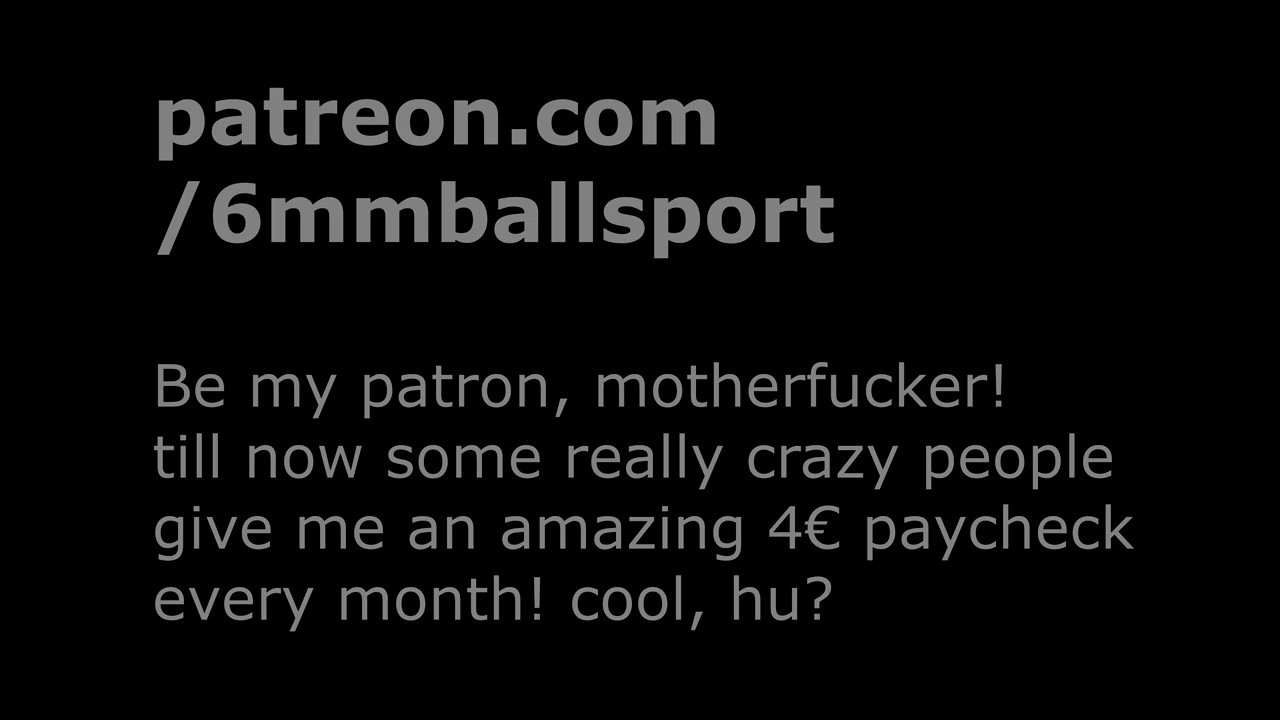 patreon.com
/6mmballsport
Be my patron, motherfucker!
till now some really crazy people
give me an amazing 4€ paycheck
every month! cool, hu?